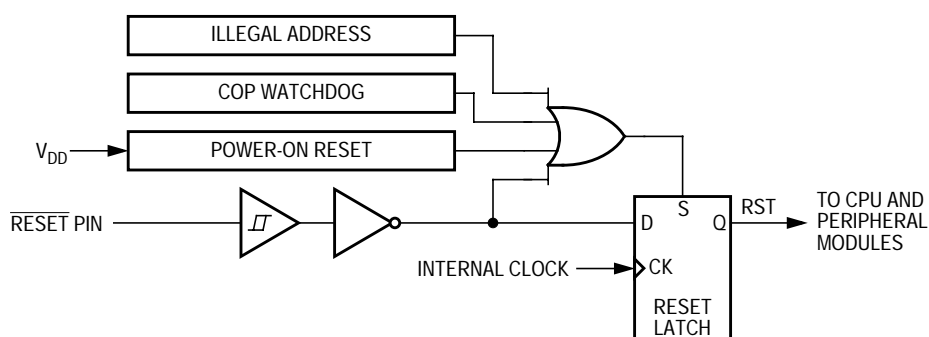 ILLEGAL ADDRESS
COP WATCHDOG
V_DD
POWER-ON RESET
RESET PIN
S
D
Q
RST
TO CPU AND
PERIPHERAL
MODULES
INTERNAL CLOCK
CK
RESET
LATCH